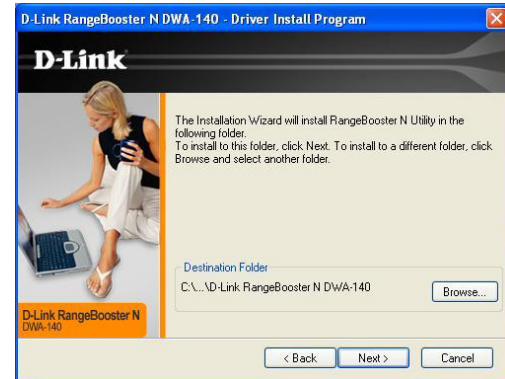 D-Link RangeBooster N DWA-140 - Driver Install Program
D-Link
The Installation Wizard will install RangeBooster N Utility in the
following folder.
To install to this folder, click Next. To install to a different folder, click
Browse and select another folder.
Destination Folder
C:\...\D-Link RangeBooster N DWA-140
Browse...
D-Link RangeBooster N
DWA-140
< Back
Next >
Cancel